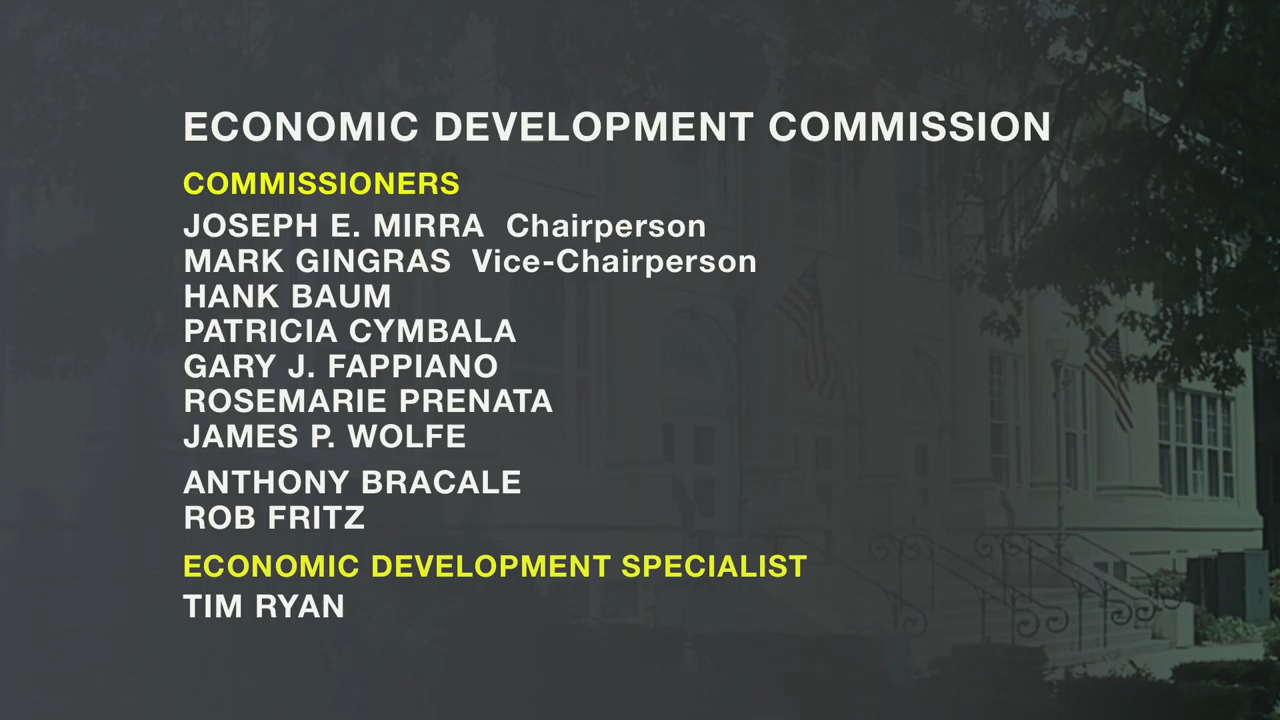 ECONOMIC DEVELOPMENT COMMISSION
COMMISSIONERS
JOSEPH E. MIRRA Chairperson
MARK GINGRAS Vice-Chairperson
HANK BAUM
PATRICIA CYMBALA
GARY J. FAPPIANO
ROSEMARIE PRENATA
JAMES P. WOLFE
ANTHONY BRACALE
ROB FRITZ
ECONOMIC DEVELOPMENT SPECIALIST
TIM RYAN